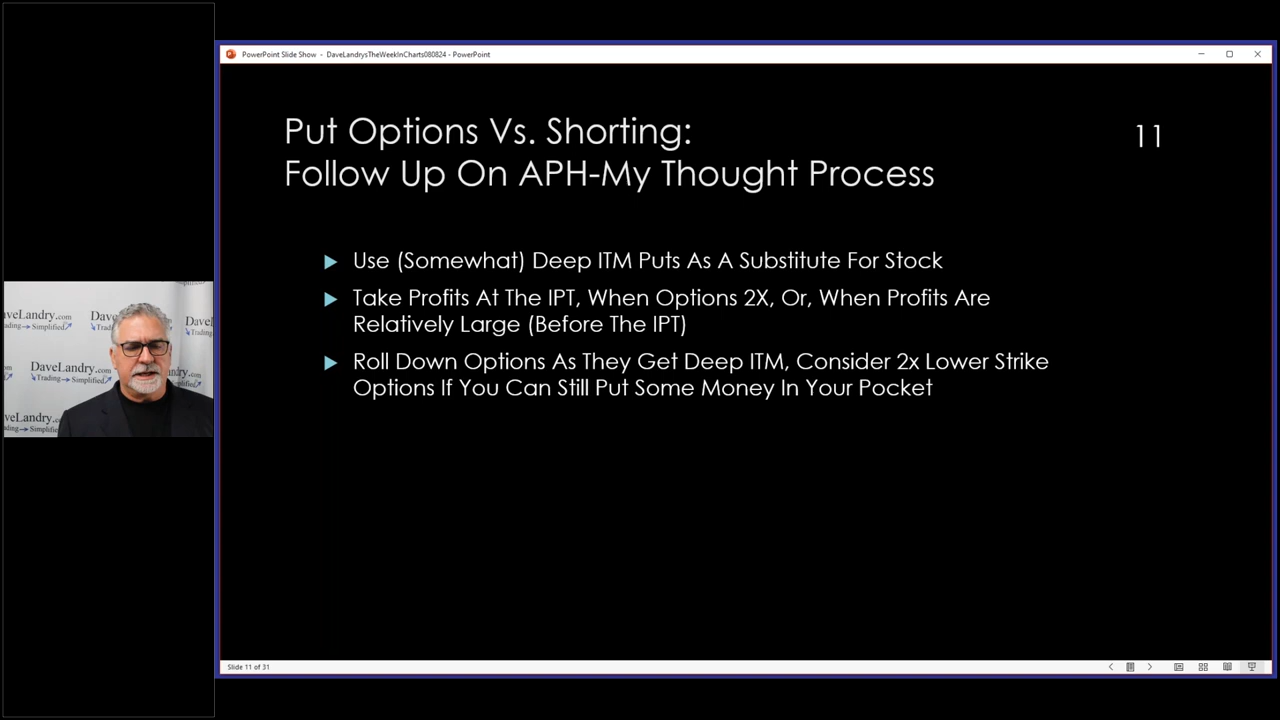 PowerPoint Slide Show - DaveLandrysTheWeekInCharts080824 - PowerPoint
Put Options Vs. Shorting:
Follow Up On APH-My Thought Process
11
Use (Somewhat) Deep ITM Puts As A Substitute For Stock
Take Profits At The IPT, When Options 2X, Or, When Profits Are
Relatively Large (Before The IPT)
Roll Down Options As They Get Deep ITM, Consider 2x Lower Strike
Options If You Can Still Put Some Money In Your Pocket
DaveLandry.com
Trading Simplified
Slide 11 of 31